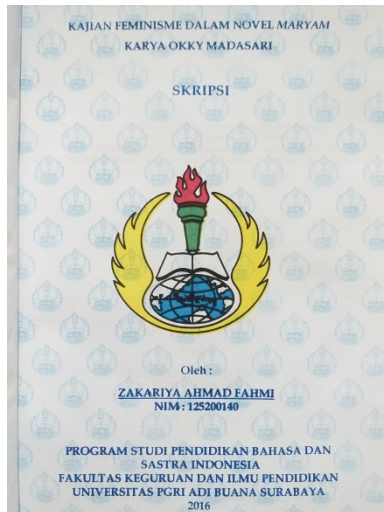 KAJIAN FEMINISME DALAM NOVEL MARYAM
KARYA OKKY MADASARI
SKRIPSI
Oleh :
ZAKARIYA AHMAD FAHMI
NIM : 125200140
PROGRAM STUDI PENDIDIKAN BAHASA DAN
SASTRA INDONESIA
FAKULTAS KEGURUAN DAN ILMU PENDIDIKAN
UNIVERSITAS PGRI ADI BUANA SURABAYA
2016